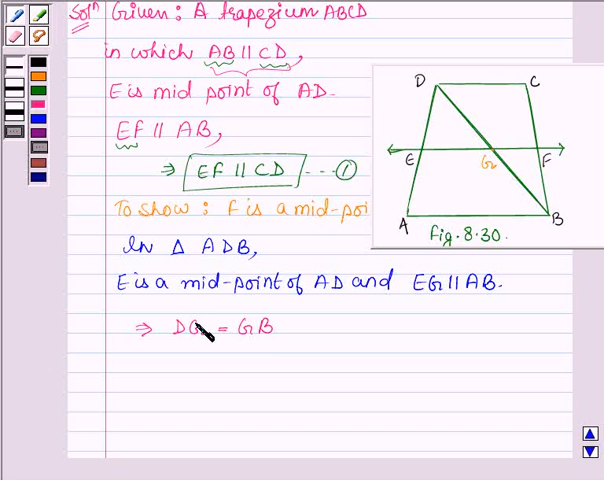 Solⁿ Given : A trapezium ABCD
in which AB || CD,
E is mid point of AD.
EF || AB,
⇒ EF || CD ---- ①
To show : F is a mid-poi
In Δ ADB,
E is a mid-point of AD and EG || AB.
⇒ DG = GB
D C
E G F
A B
Fig. 8.30.